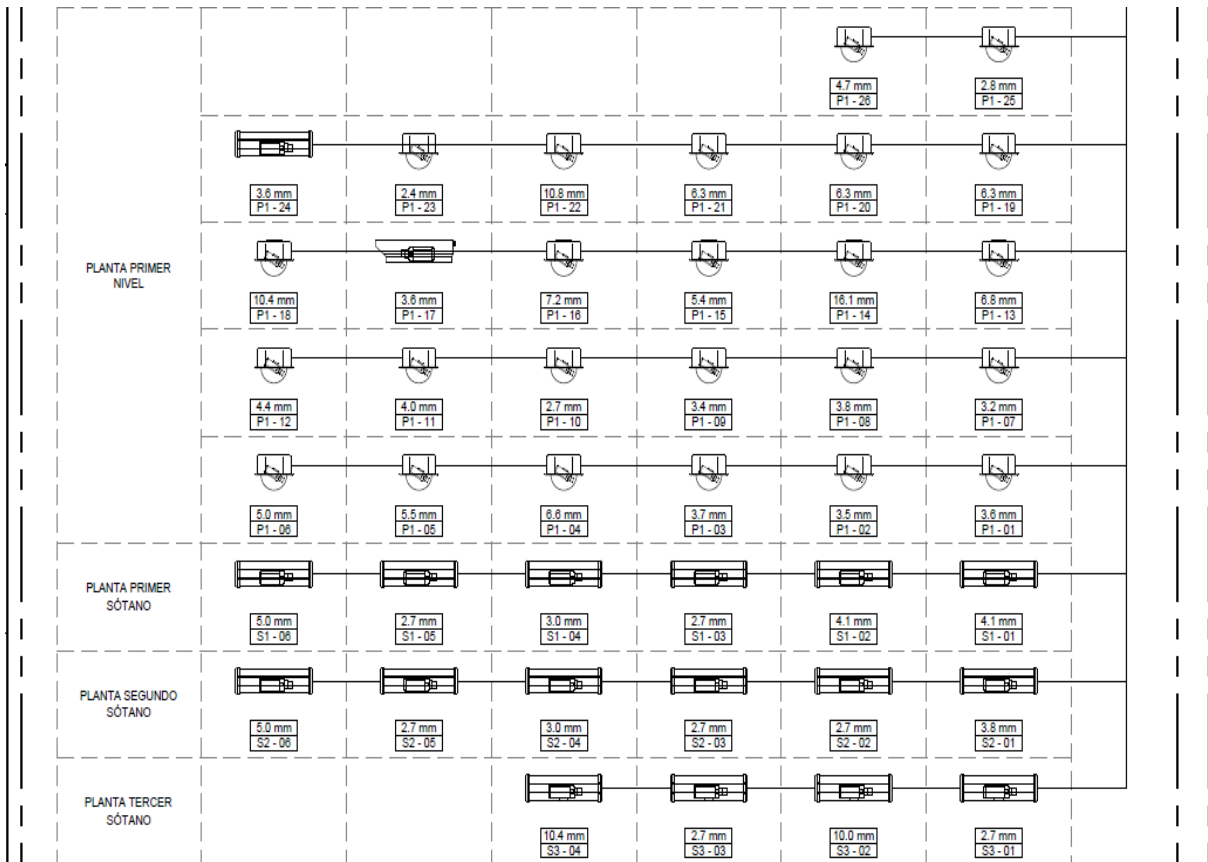 4.7 mm
P1 - 26
2.8 mm
P1 - 25
3.6 mm
P1 - 24
2.4 mm
P1 - 23
10.8 mm
P1 - 22
6.3 mm
P1 - 21
6.3 mm
P1 - 20
6.3 mm
P1 - 19
PLANTA PRIMER
NIVEL
10.4 mm
P1 - 18
3.6 mm
P1 - 17
7.2 mm
P1 - 16
5.4 mm
P1 - 15
16.1 mm
P1 - 14
6.8 mm
P1 - 13
4.4 mm
P1 - 12
4.0 mm
P1 - 11
2.7 mm
P1 - 10
3.4 mm
P1 - 09
3.8 mm
P1 - 08
3.2 mm
P1 - 07
5.0 mm
P1 - 06
5.5 mm
P1 - 05
6.6 mm
P1 - 04
3.7 mm
P1 - 03
3.5 mm
P1 - 02
3.6 mm
P1 - 01
PLANTA PRIMER
SÓTANO
5.0 mm
S1 - 06
2.7 mm
S1 - 05
3.0 mm
S1 - 04
2.7 mm
S1 - 03
4.1 mm
S1 - 02
4.1 mm
S1 - 01
PLANTA SEGUNDO
SÓTANO
5.0 mm
S2 - 06
2.7 mm
S2 - 05
3.0 mm
S2 - 04
2.7 mm
S2 - 03
2.7 mm
S2 - 02
3.8 mm
S2 - 01
PLANTA TERCER
SÓTANO
10.4 mm
S3 - 04
2.7 mm
S3 - 03
10.0 mm
S3 - 02
2.7 mm
S3 - 01